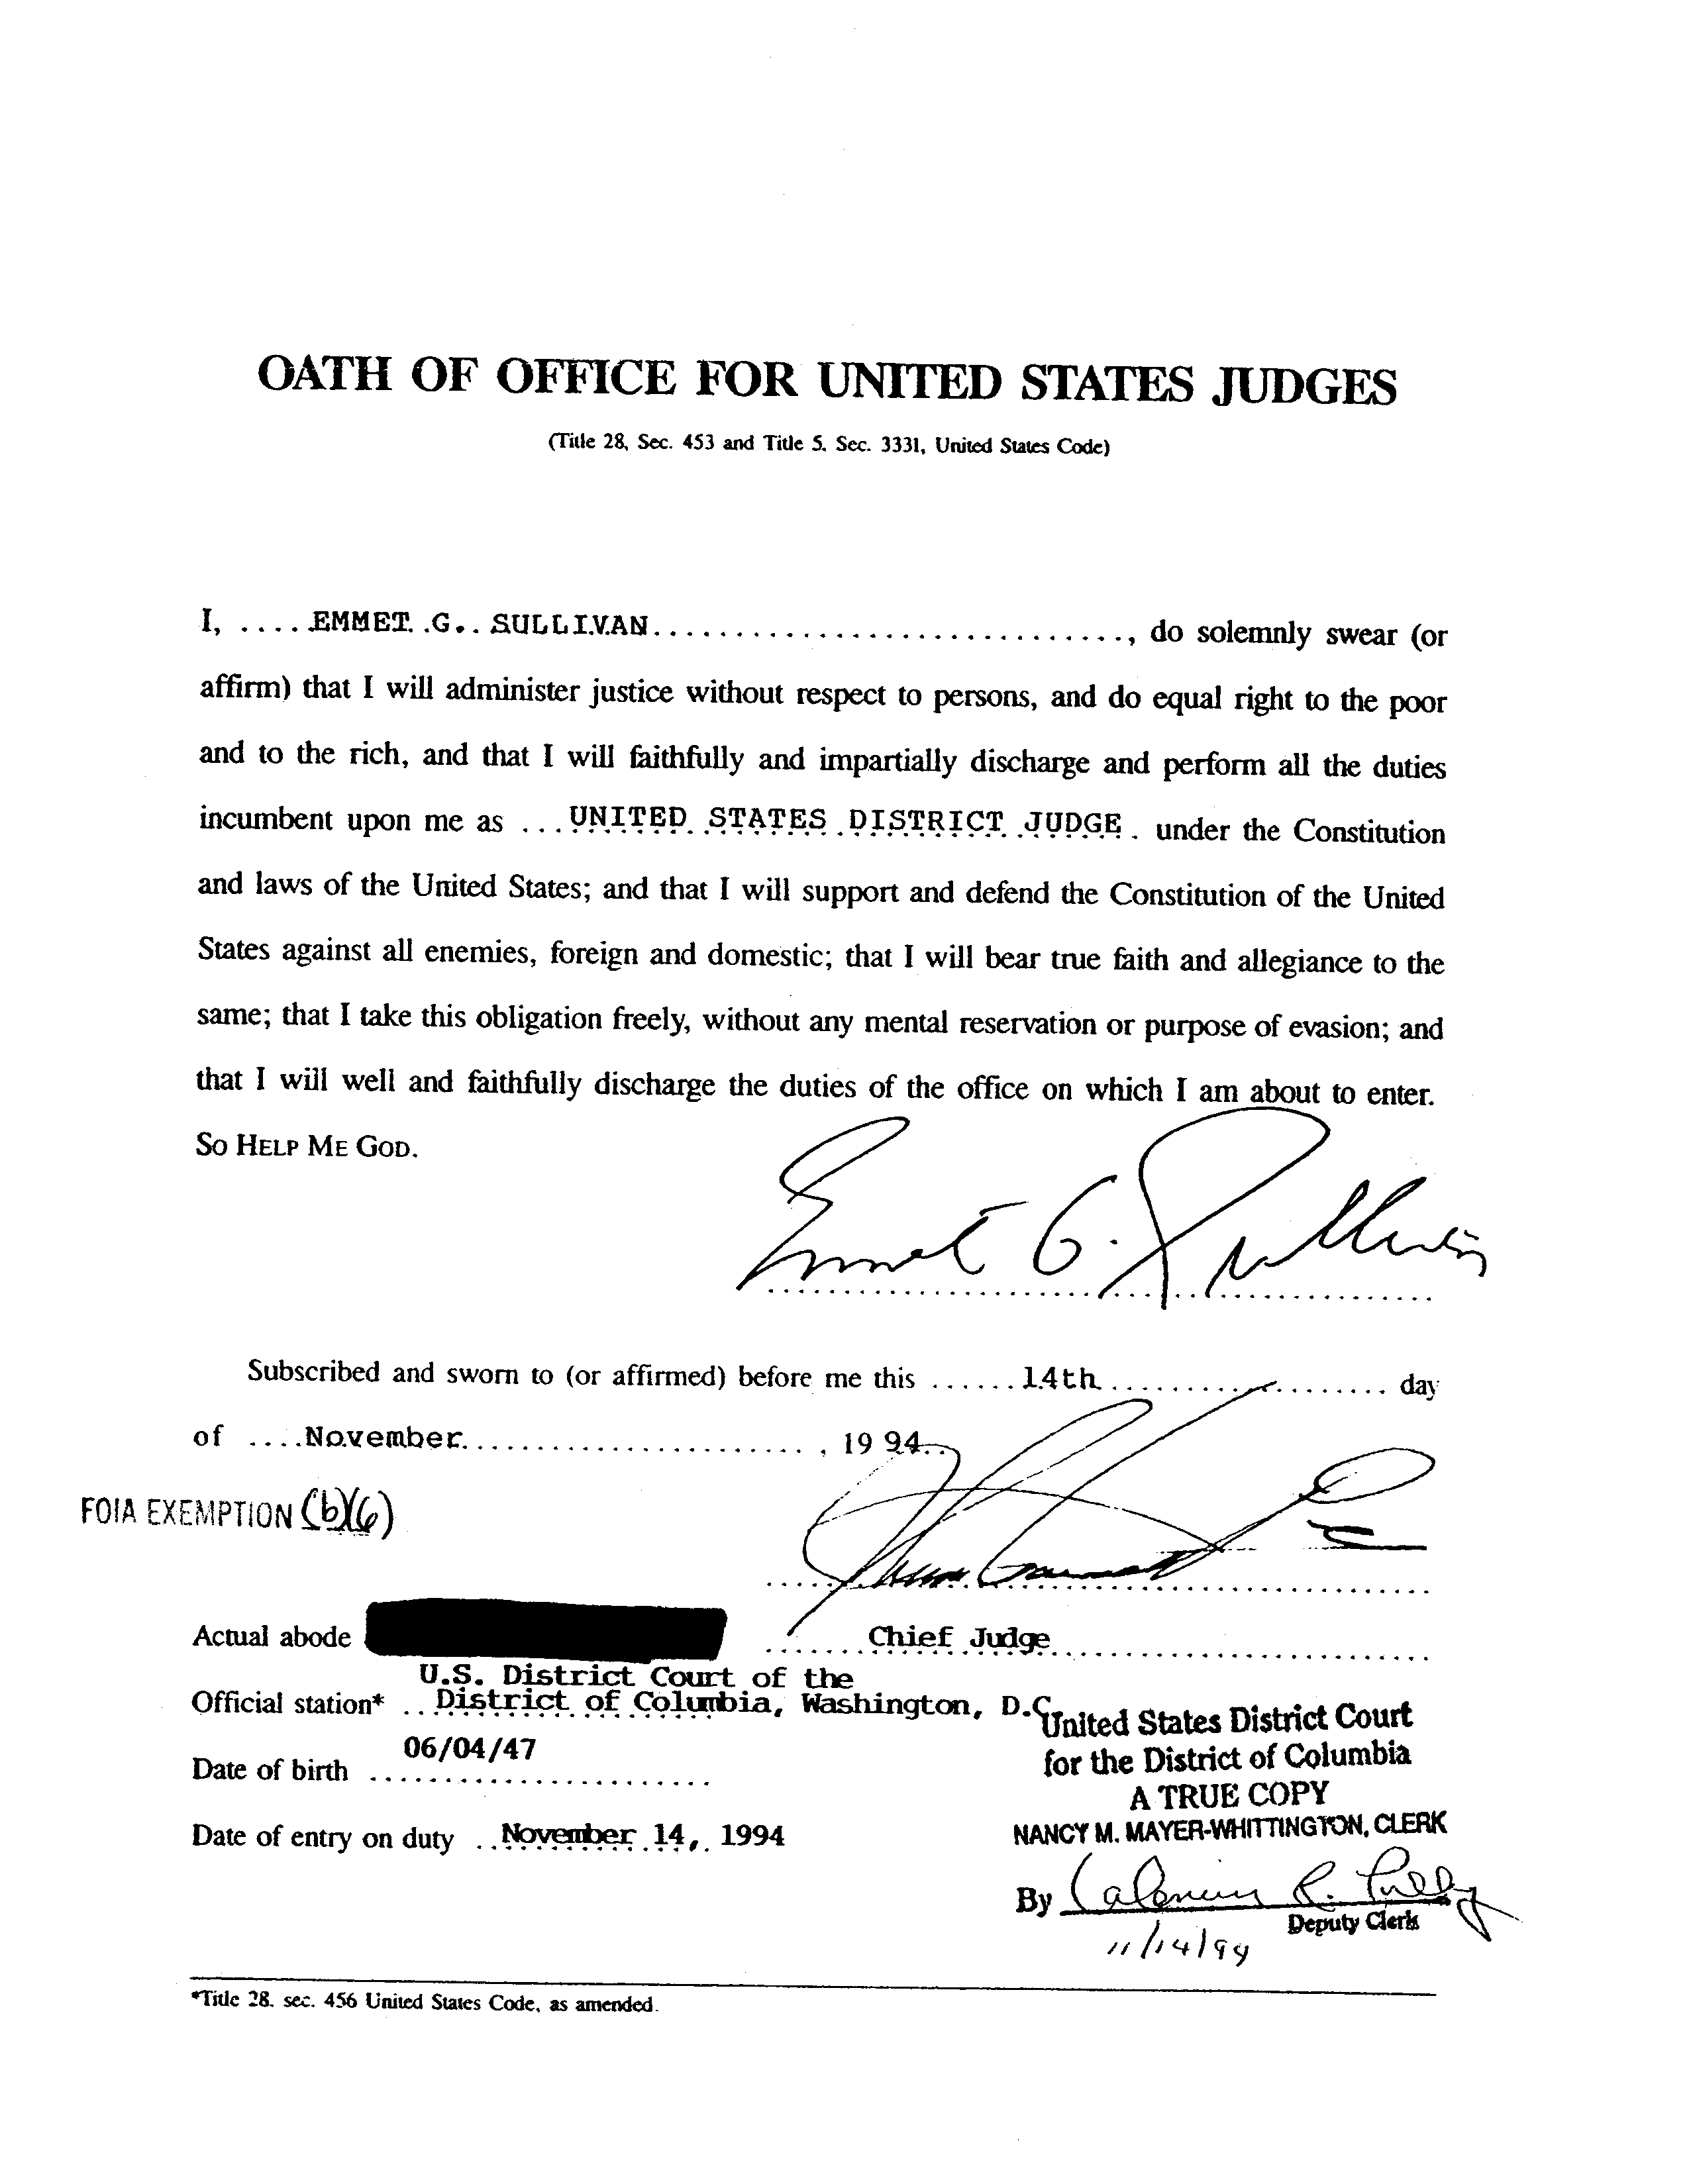 OATH OF OFFICE FOR UNITED STATES JUDGES
(Title 28, Sec. 453 and Title 5, Sec. 3331, United States Code)
I, .... EMMET G. SULLIVAN ............................., do solemnly swear (or
affirm) that I will administer justice without respect to persons, and do equal right to the poor
and to the rich, and that I will faithfully and impartially discharge and perform all the duties
incumbent upon me as ... UNITED STATES DISTRICT JUDGE . under the Constitution
and laws of the United States; and that I will support and defend the Constitution of the United
States against all enemies, foreign and domestic; that I will bear true faith and allegiance to the
same; that I take this obligation freely, without any mental reservation or purpose of evasion; and
that I will well and faithfully discharge the duties of the office on which I am about to enter.
SO HELP ME GOD.
Emmet G. Sullivan
Subscribed and sworn to (or affirmed) before me this ...... 14th .................... day
of .... November ........................ , 19 94 ..
FOIA EXEMPTION (b)(6)
Actual abode
Chief Judge
U.S. District Court of the
Official station* .. District of Columbia, Washington, D.C.
United States District Court
for the District of Columbia
A TRUE COPY
NANCY M. MAYER-WHITTINGTON, CLERK
06/04/47
Date of birth ........................
Date of entry on duty .. November 14, 1994
By
Deputy Clerk
11/14/94
*Title 28. sec. 456 United States Code, as amended.